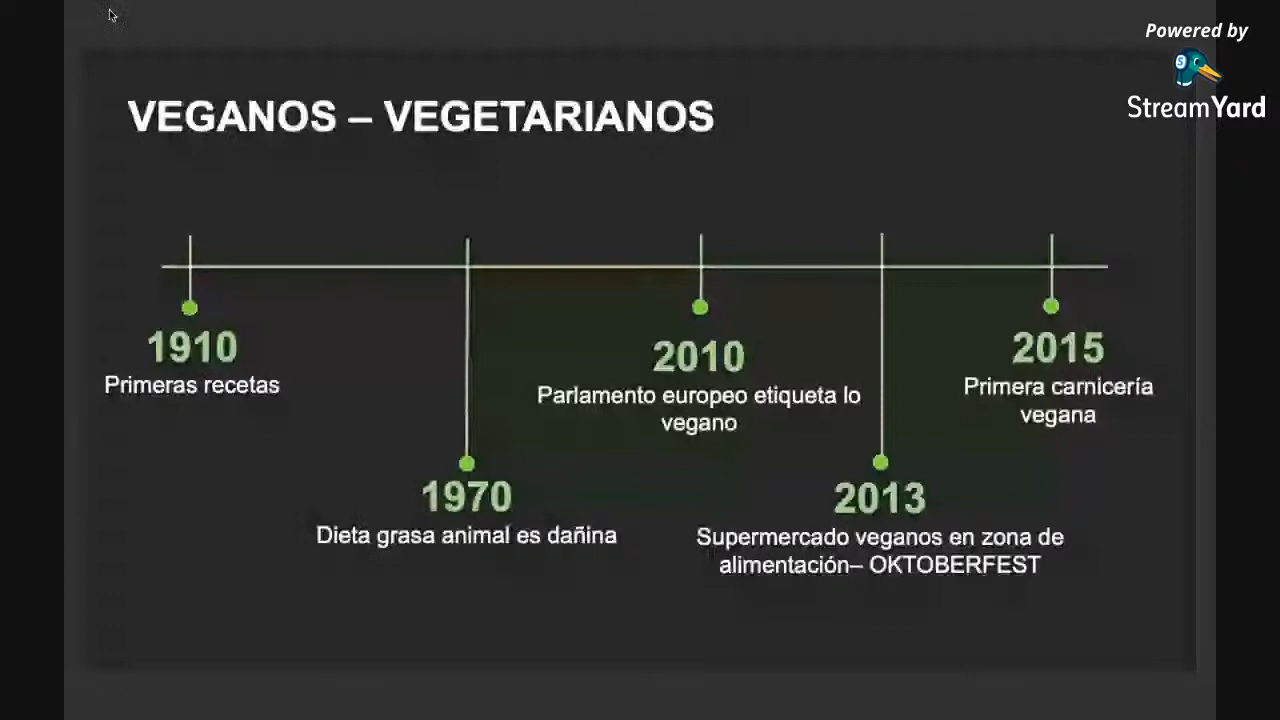 Powered by
StreamYard
VEGANOS – VEGETARIANOS
1910
Primeras recetas
1970
Dieta grasa animal es dañina
2010
Parlamento europeo etiqueta lo
vegano
2013
Supermercado veganos en zona de
alimentación– OKTOBERFEST
2015
Primera carnicería
vegana